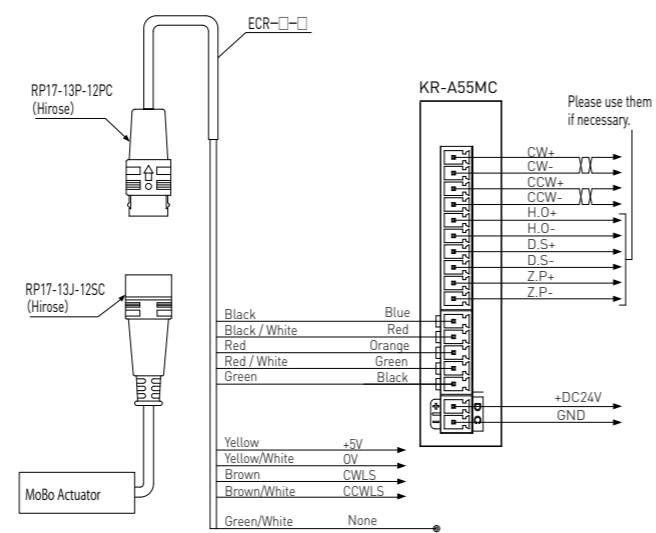 ECR-□-□
RP17-13P-12PC
(Hirose)
KR-A55MC
Please use them
if necessary.
CW+
CW-
CCW+
CCW-
H.O+
H.O-
D.S+
D.S-
Z.P+
Z.P-
RP17-13J-12SC
(Hirose)
Black Blue
Black / White Red
Red Orange
Red / White Green
Green Black
+ D +DC24V
- C GND
Yellow +5V
Yellow/White 0V
Brown CWLS
Brown/White CCWLS
MoBo Actuator
Green/White None